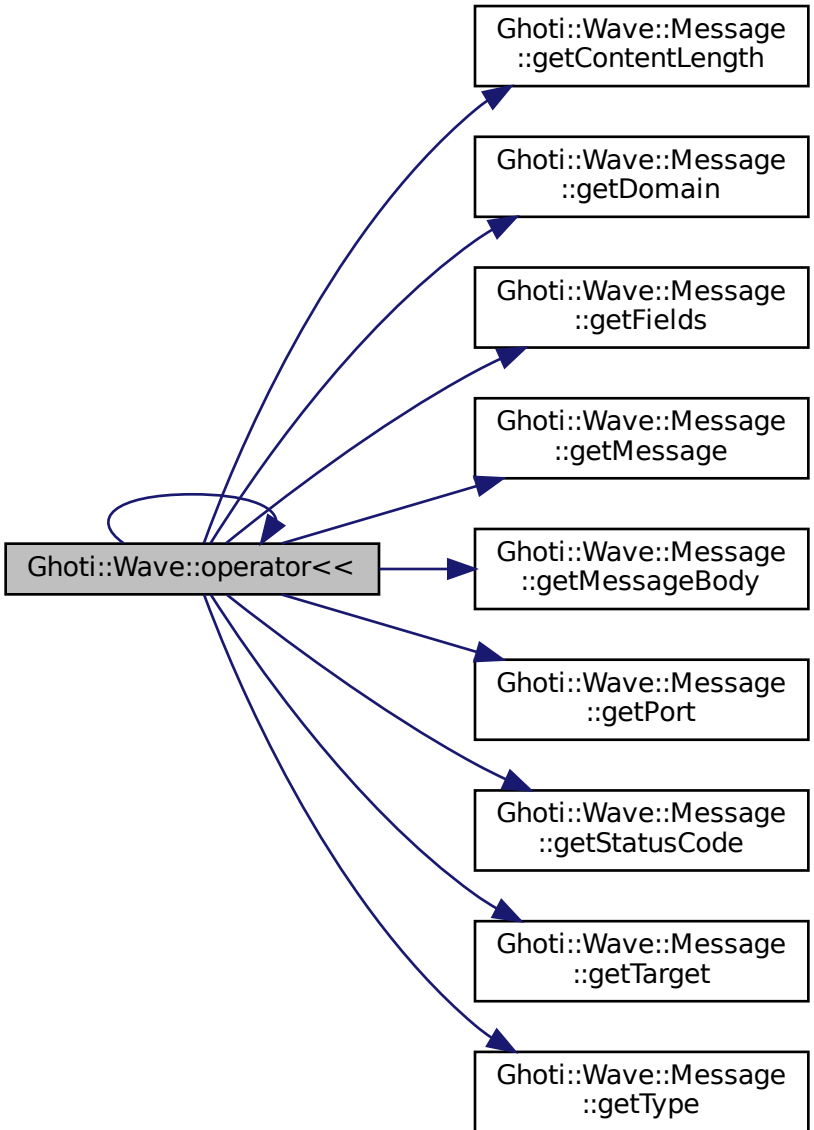 Ghoti::Wave::Message
::getContentLength
Ghoti::Wave::Message
::getDomain
Ghoti::Wave::Message
::getFields
Ghoti::Wave::Message
::getMessage
Ghoti::Wave::operator<<
Ghoti::Wave::Message
::getMessageBody
Ghoti::Wave::Message
::getPort
Ghoti::Wave::Message
::getStatusCode
Ghoti::Wave::Message
::getTarget
Ghoti::Wave::Message
::getType